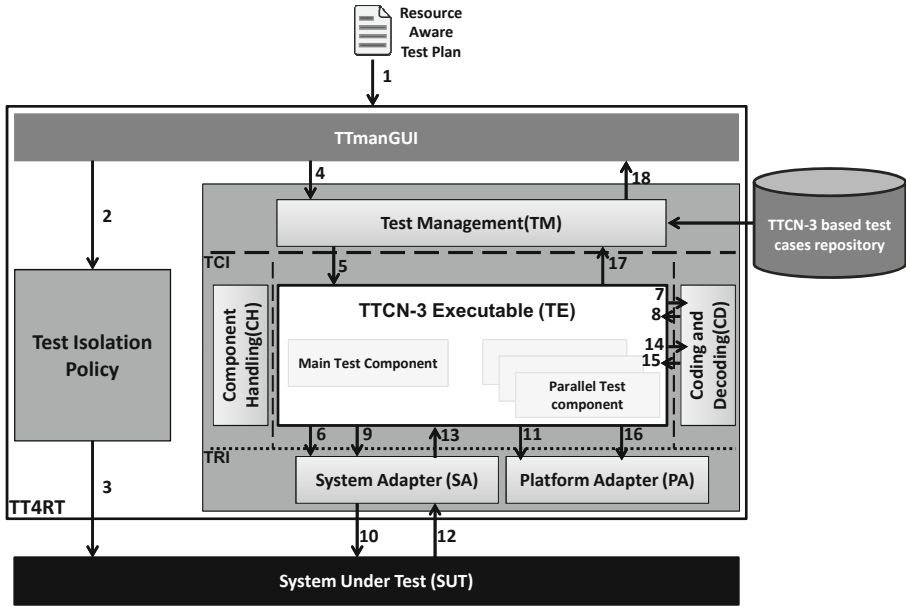 Resource
Aware
Test Plan
1
TTmanGUI
2
4
18
Test Management(TM)
TTCN-3 based test
cases repository
TCI
5
17
Test Isolation
Policy
Component
Handling(CH)
TTCN-3 Executable (TE)
7
8
14
15
Coding and
Decoding(CD)
Main Test Component
Parallel Test
component
6
9
13
11
16
TRI
3
System Adapter (SA)
Platform Adapter (PA)
TT4RT
10
12
System Under Test (SUT)